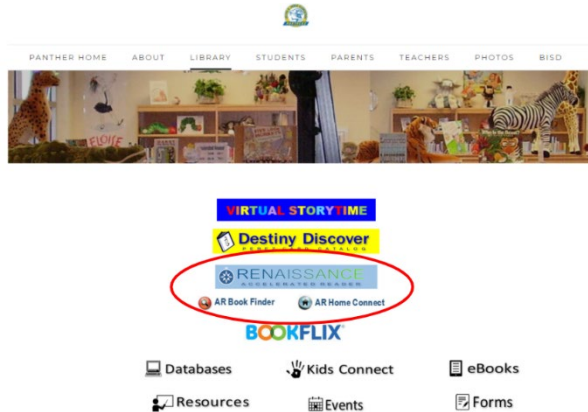 PANTHER HOME ABOUT LIBRARY STUDENTS PARENTS TEACHERS PHOTOS BISD
ELOISE
VIRTUAL STORYTIME
Destiny Discover
RENAISSANCE
ACCELERATED READER
AR Book Finder AR Home Connect
BOOKFLIX
Databases Kids Connect eBooks
Resources Events Forms